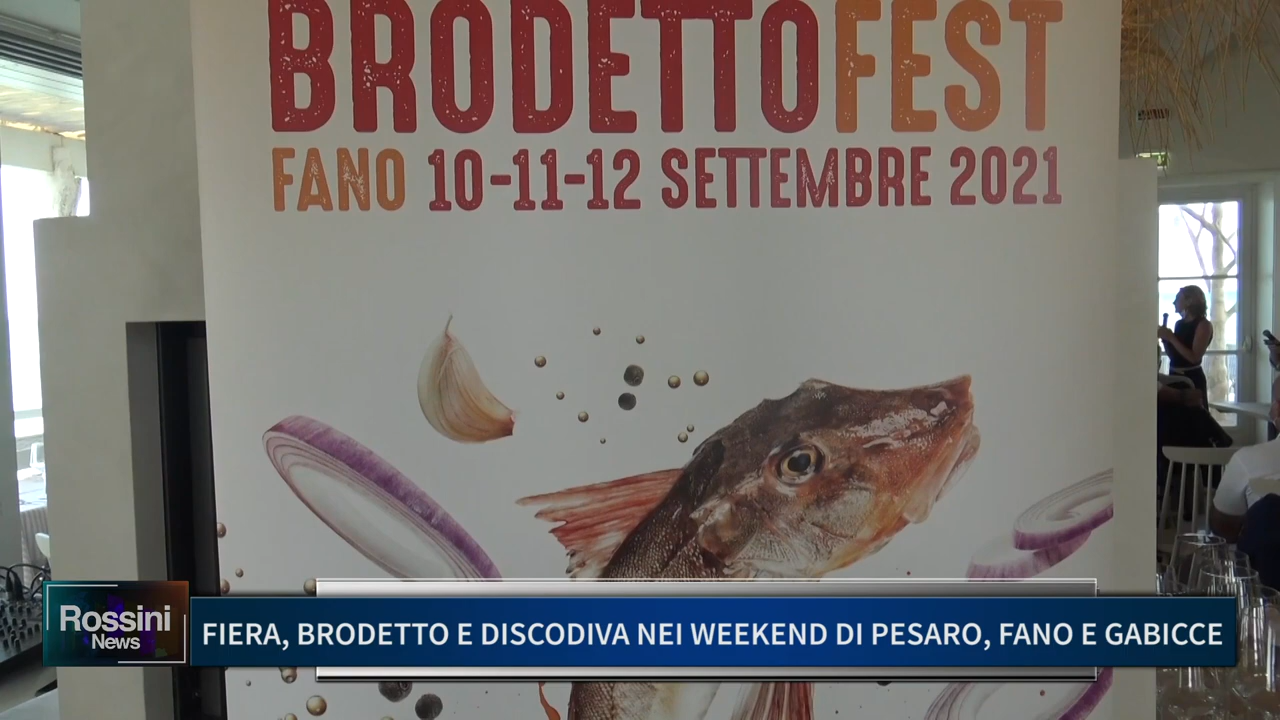 BRODETTOFEST
FANO 10-11-12 SETTEMBRE 2021
Rossini
News
FIERA, BRODETTO E DISCODIVA NEI WEEKEND DI PESARO, FANO E GABICCE